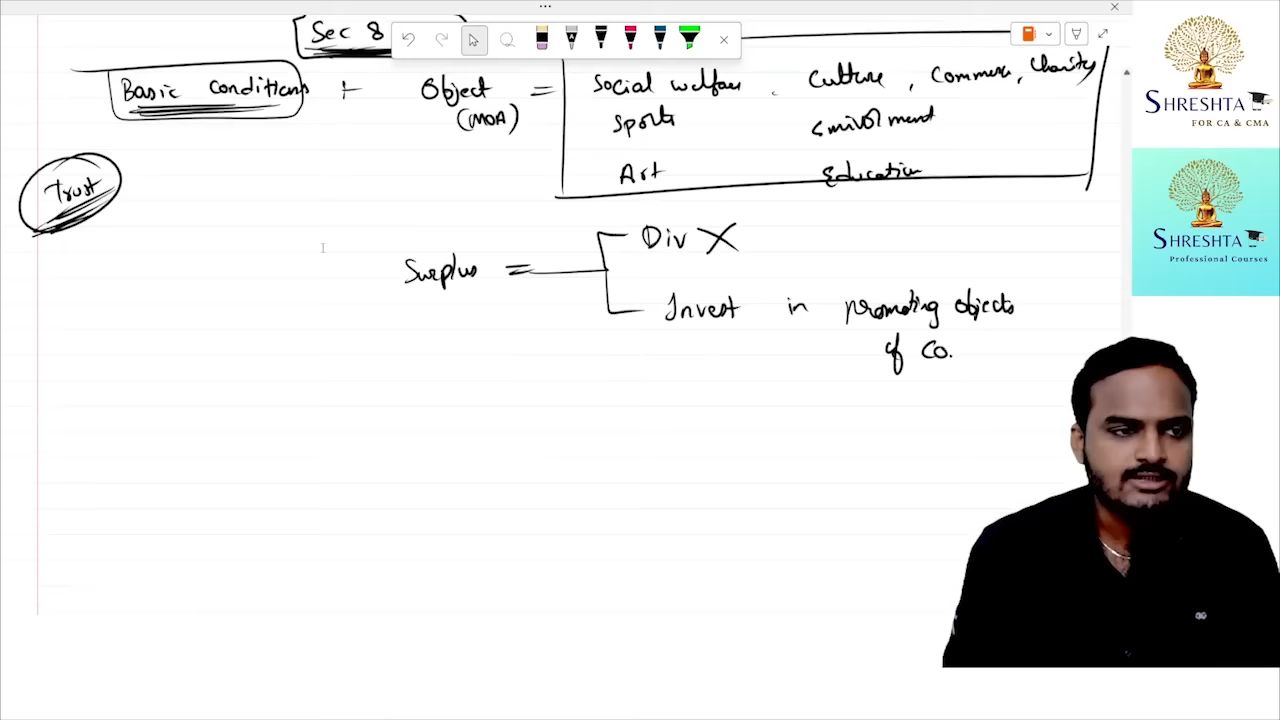 [Sec 8
Basic Conditions + Object = Social welfare, Culture, Commerce, Charity
(MOA) Sports Environment
Art Education
Trust
Surplus = Div X
Invest in promoting objects
of Co.
SHRESHTA
FOR CA & CMA
SHRESHTA
Professional Courses